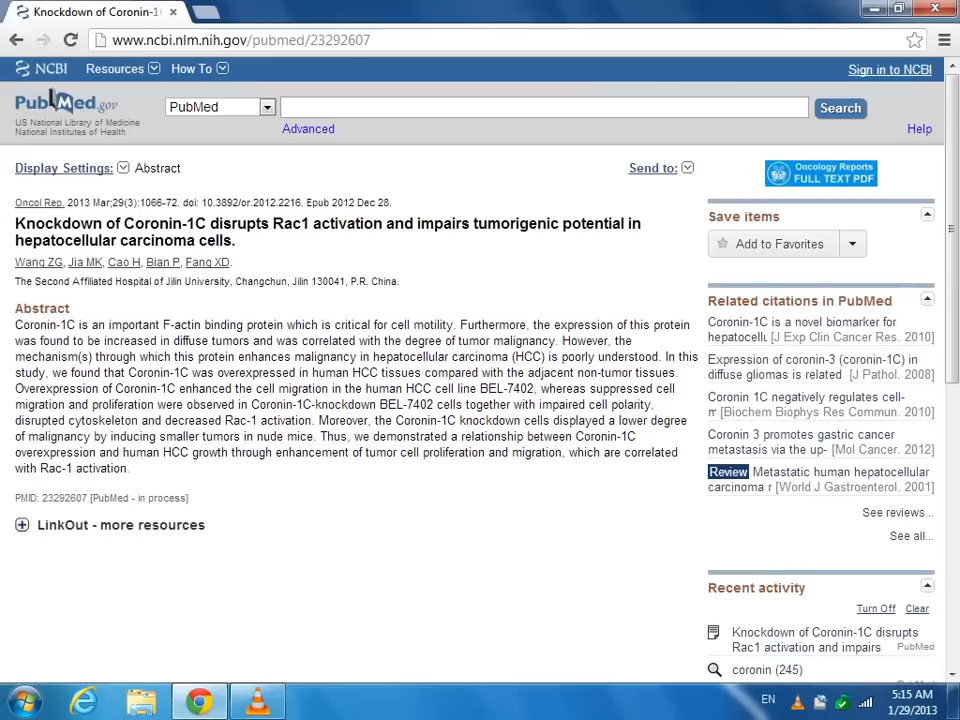 Knockdown of Coronin-1
www.ncbi.nlm.nih.gov/pubmed/23292607
NCBI Resources How To Sign in to NCBI
PubMed.gov
US National Library of Medicine
National Institutes of Health
PubMed
Search
Advanced
Help
Display Settings: Abstract
Send to:
Oncol Rep. 2013 Mar;29(3):1066-72. doi: 10.3892/or.2012.2216. Epub 2012 Dec 28.
Knockdown of Coronin-1C disrupts Rac1 activation and impairs tumorigenic potential in
hepatocellular carcinoma cells.
Wang ZG, Jia MK, Cao H, Bian P, Fang XD.
The Second Affiliated Hospital of Jilin University, Changchun, Jilin 130041, P.R. China.
Abstract
Coronin-1C is an important F-actin binding protein which is critical for cell motility. Furthermore, the expression of this protein
was found to be increased in diffuse tumors and was correlated with the degree of tumor malignancy. However, the
mechanism(s) through which this protein enhances malignancy in hepatocellular carcinoma (HCC) is poorly understood. In this
study, we found that Coronin-1C was overexpressed in human HCC tissues compared with the adjacent non-tumor tissues.
Overexpression of Coronin-1C enhanced the cell migration in the human HCC cell line BEL-7402, whereas suppressed cell
migration and proliferation were observed in Coronin-1C-knockdown BEL-7402 cells together with impaired cell polarity,
disrupted cytoskeleton and decreased Rac-1 activation. Moreover, the Coronin-1C knockdown cells displayed a lower degree
of malignancy by inducing smaller tumors in nude mice. Thus, we demonstrated a relationship between Coronin-1C
overexpression and human HCC growth through enhancement of tumor cell proliferation and migration, which are correlated
with Rac-1 activation.
PMID: 23292607 [PubMed - in process]
LinkOut - more resources
Oncology Reports
FULL TEXT PDF
Save items
Add to Favorites
Related citations in PubMed
Coronin-1C is a novel biomarker for
hepatocell [J Exp Clin Cancer Res. 2010]
Expression of coronin-3 (coronin-1C) in
diffuse gliomas is related [J Pathol. 2008]
Coronin 1C negatively regulates cell-
[Biochem Biophys Res Commun. 2010]
Coronin 3 promotes gastric cancer
metastasis via the up- [Mol Cancer. 2012]
Review Metastatic human hepatocellular
carcinoma [World J Gastroenterol. 2001]
See reviews...
See all...
Recent activity
Turn Off Clear
Knockdown of Coronin-1C disrupts
Rac1 activation and impairs PubMed
coronin (245)
EN
5:15 AM
1/29/2013